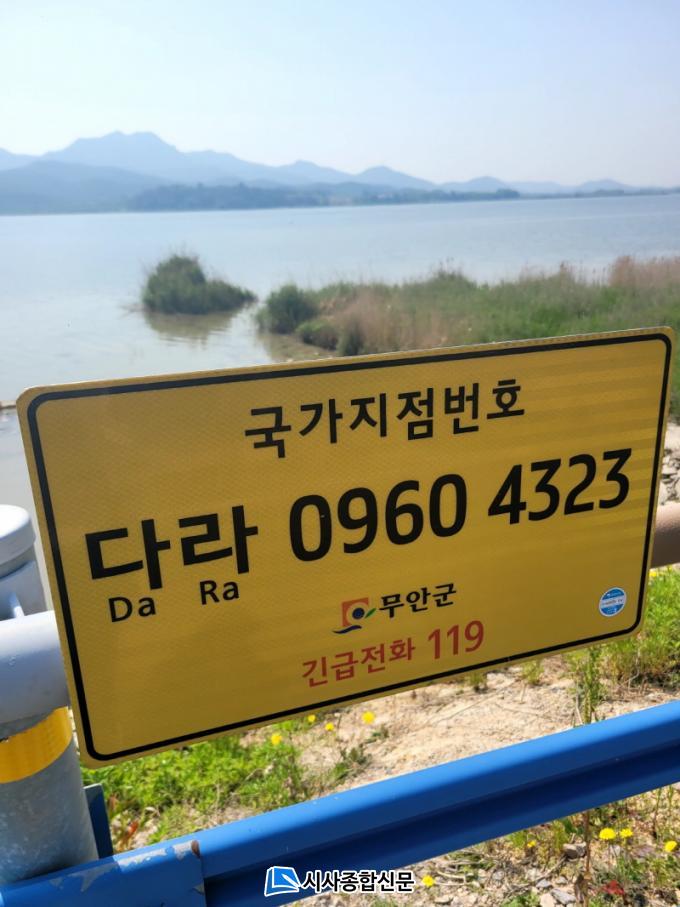 국가지점번호
다라 0960 4323
Da Ra
무안군
긴급전화 119
시사종합신문